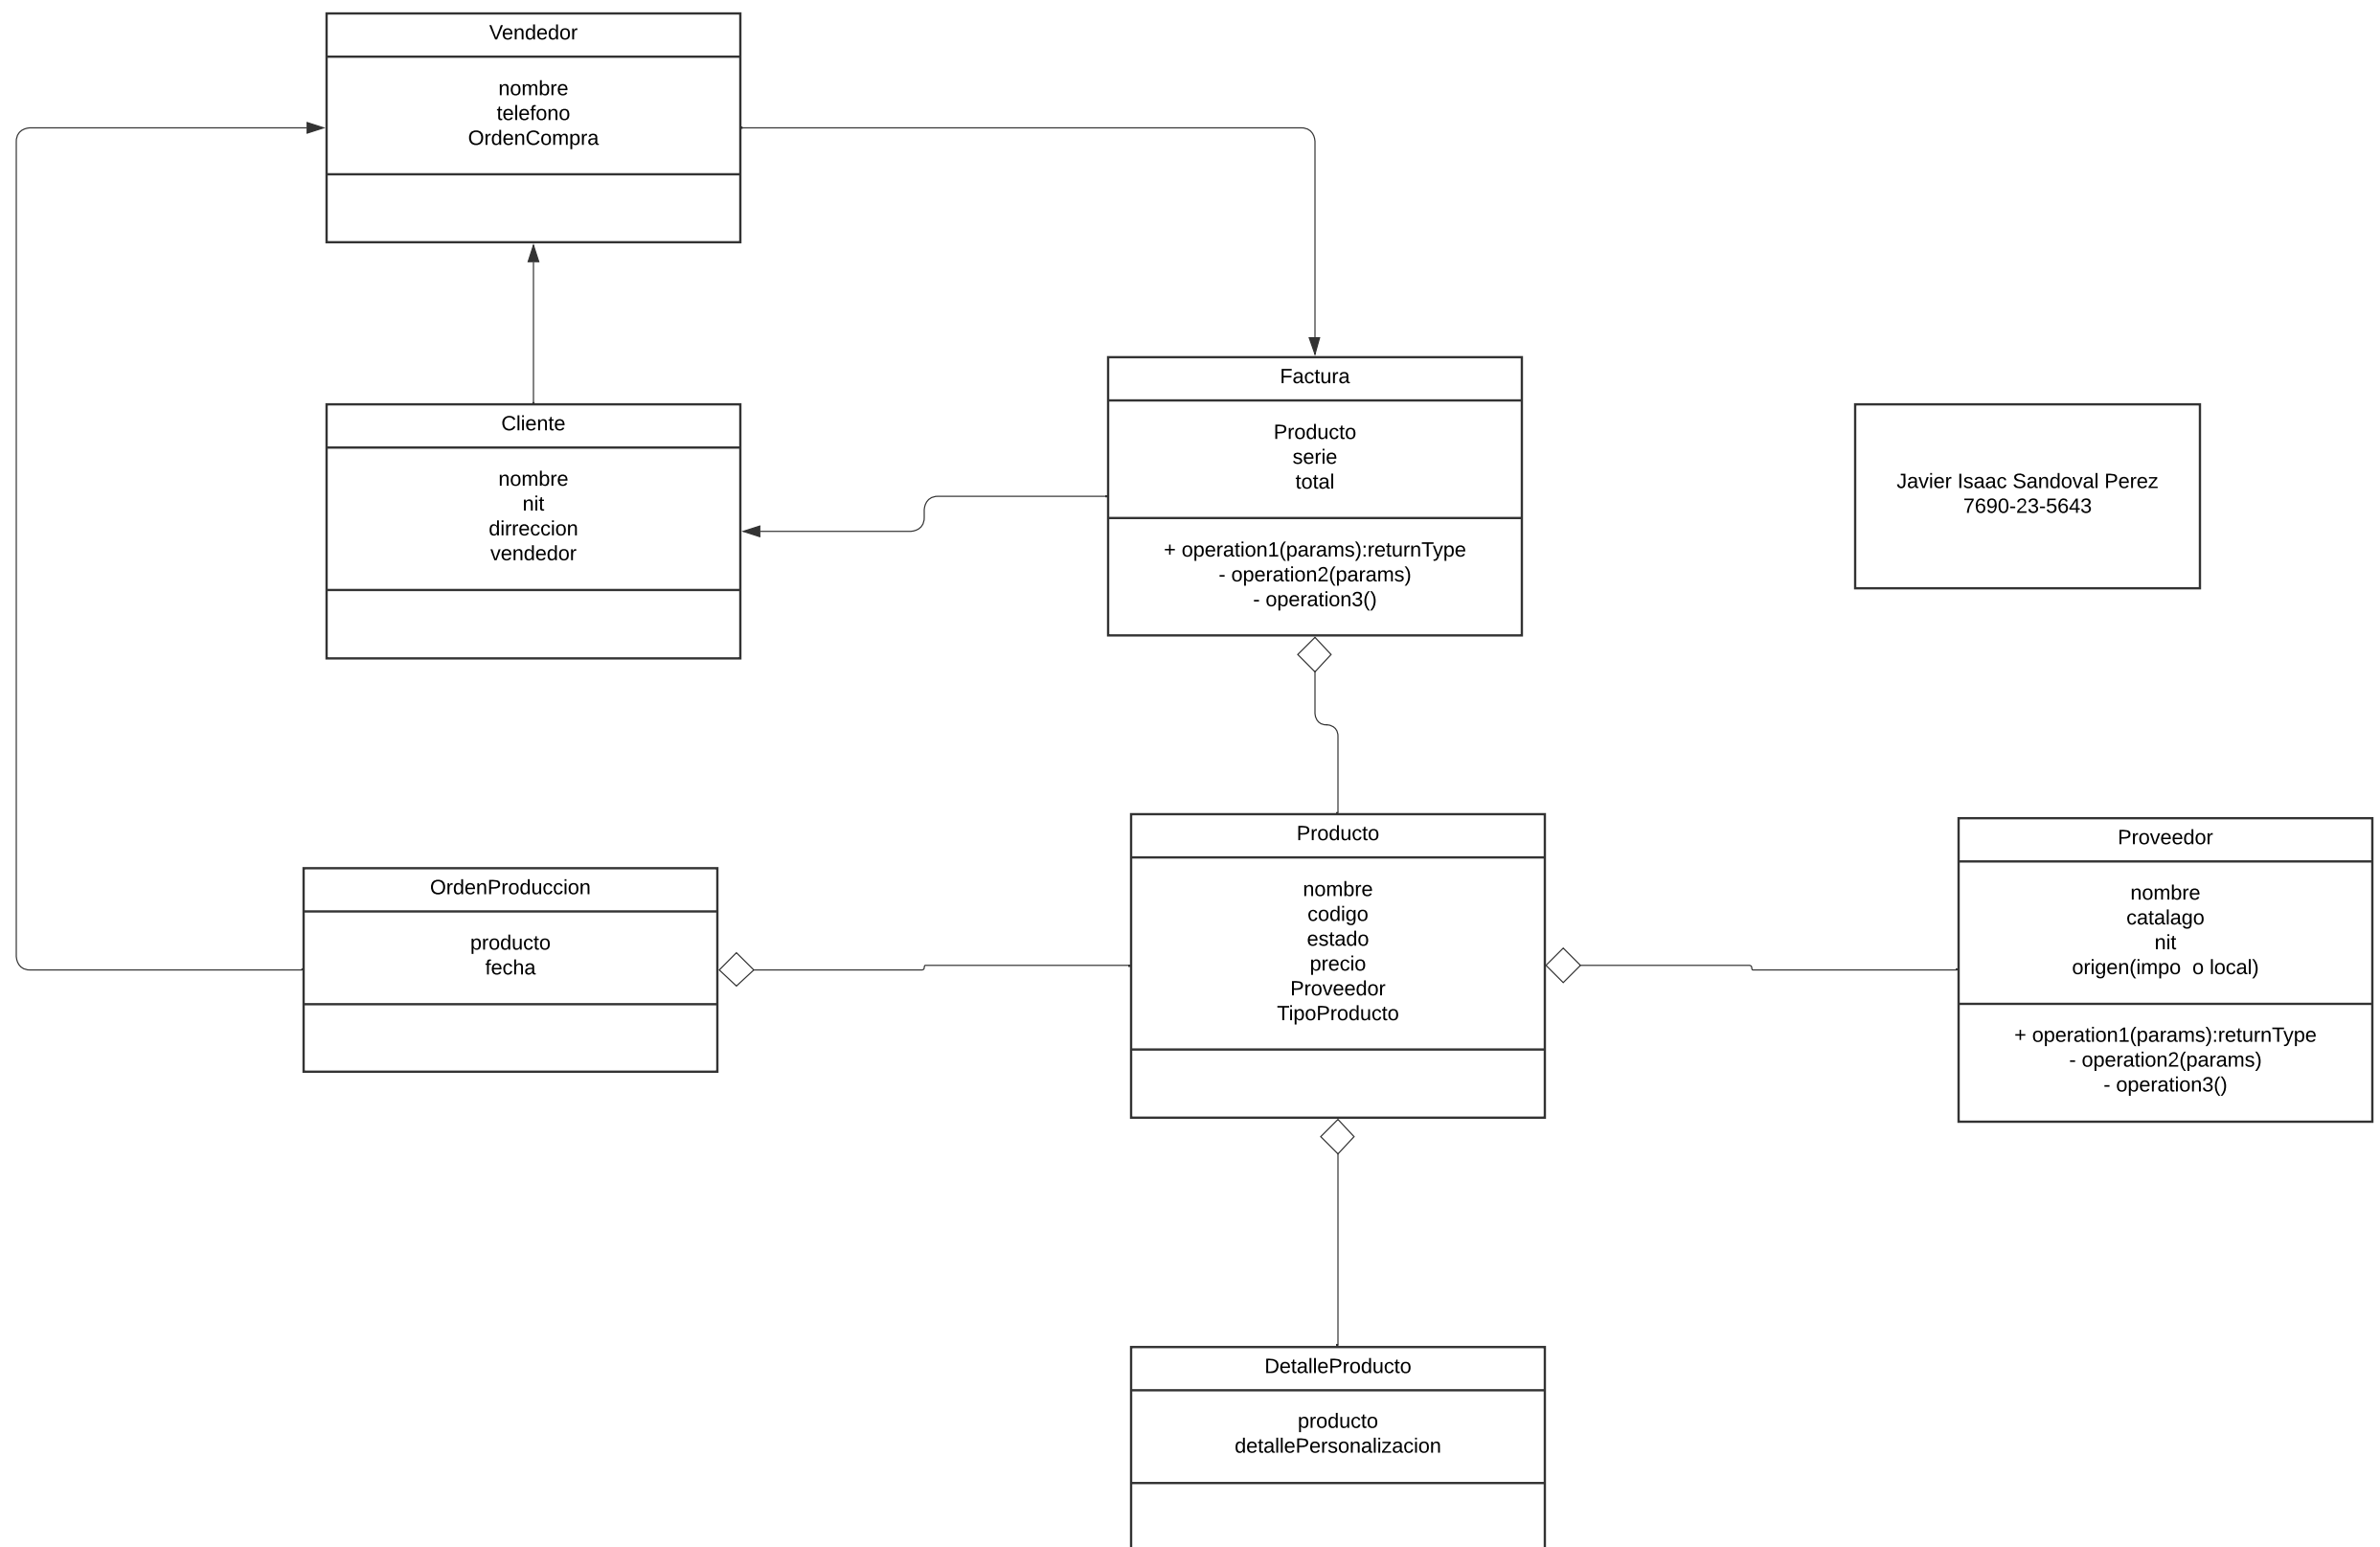 Vendedor
nombre
telefono
OrdenCompra
Cliente
nombre
nit
dirreccion
vendedor
Factura
Producto
serie
total
+ operation1(params):returnType
- operation2(params)
- operation3()
Javier Isaac Sandoval Perez
7690-23-5643
OrdenProduccion
producto
fecha
Producto
nombre
codigo
estado
precio
Proveedor
TipoProducto
Proveedor
nombre
catalago
nit
origen(impo  o local)
+ operation1(params):returnType
- operation2(params)
- operation3()
DetalleProducto
producto
detallePersonalizacion